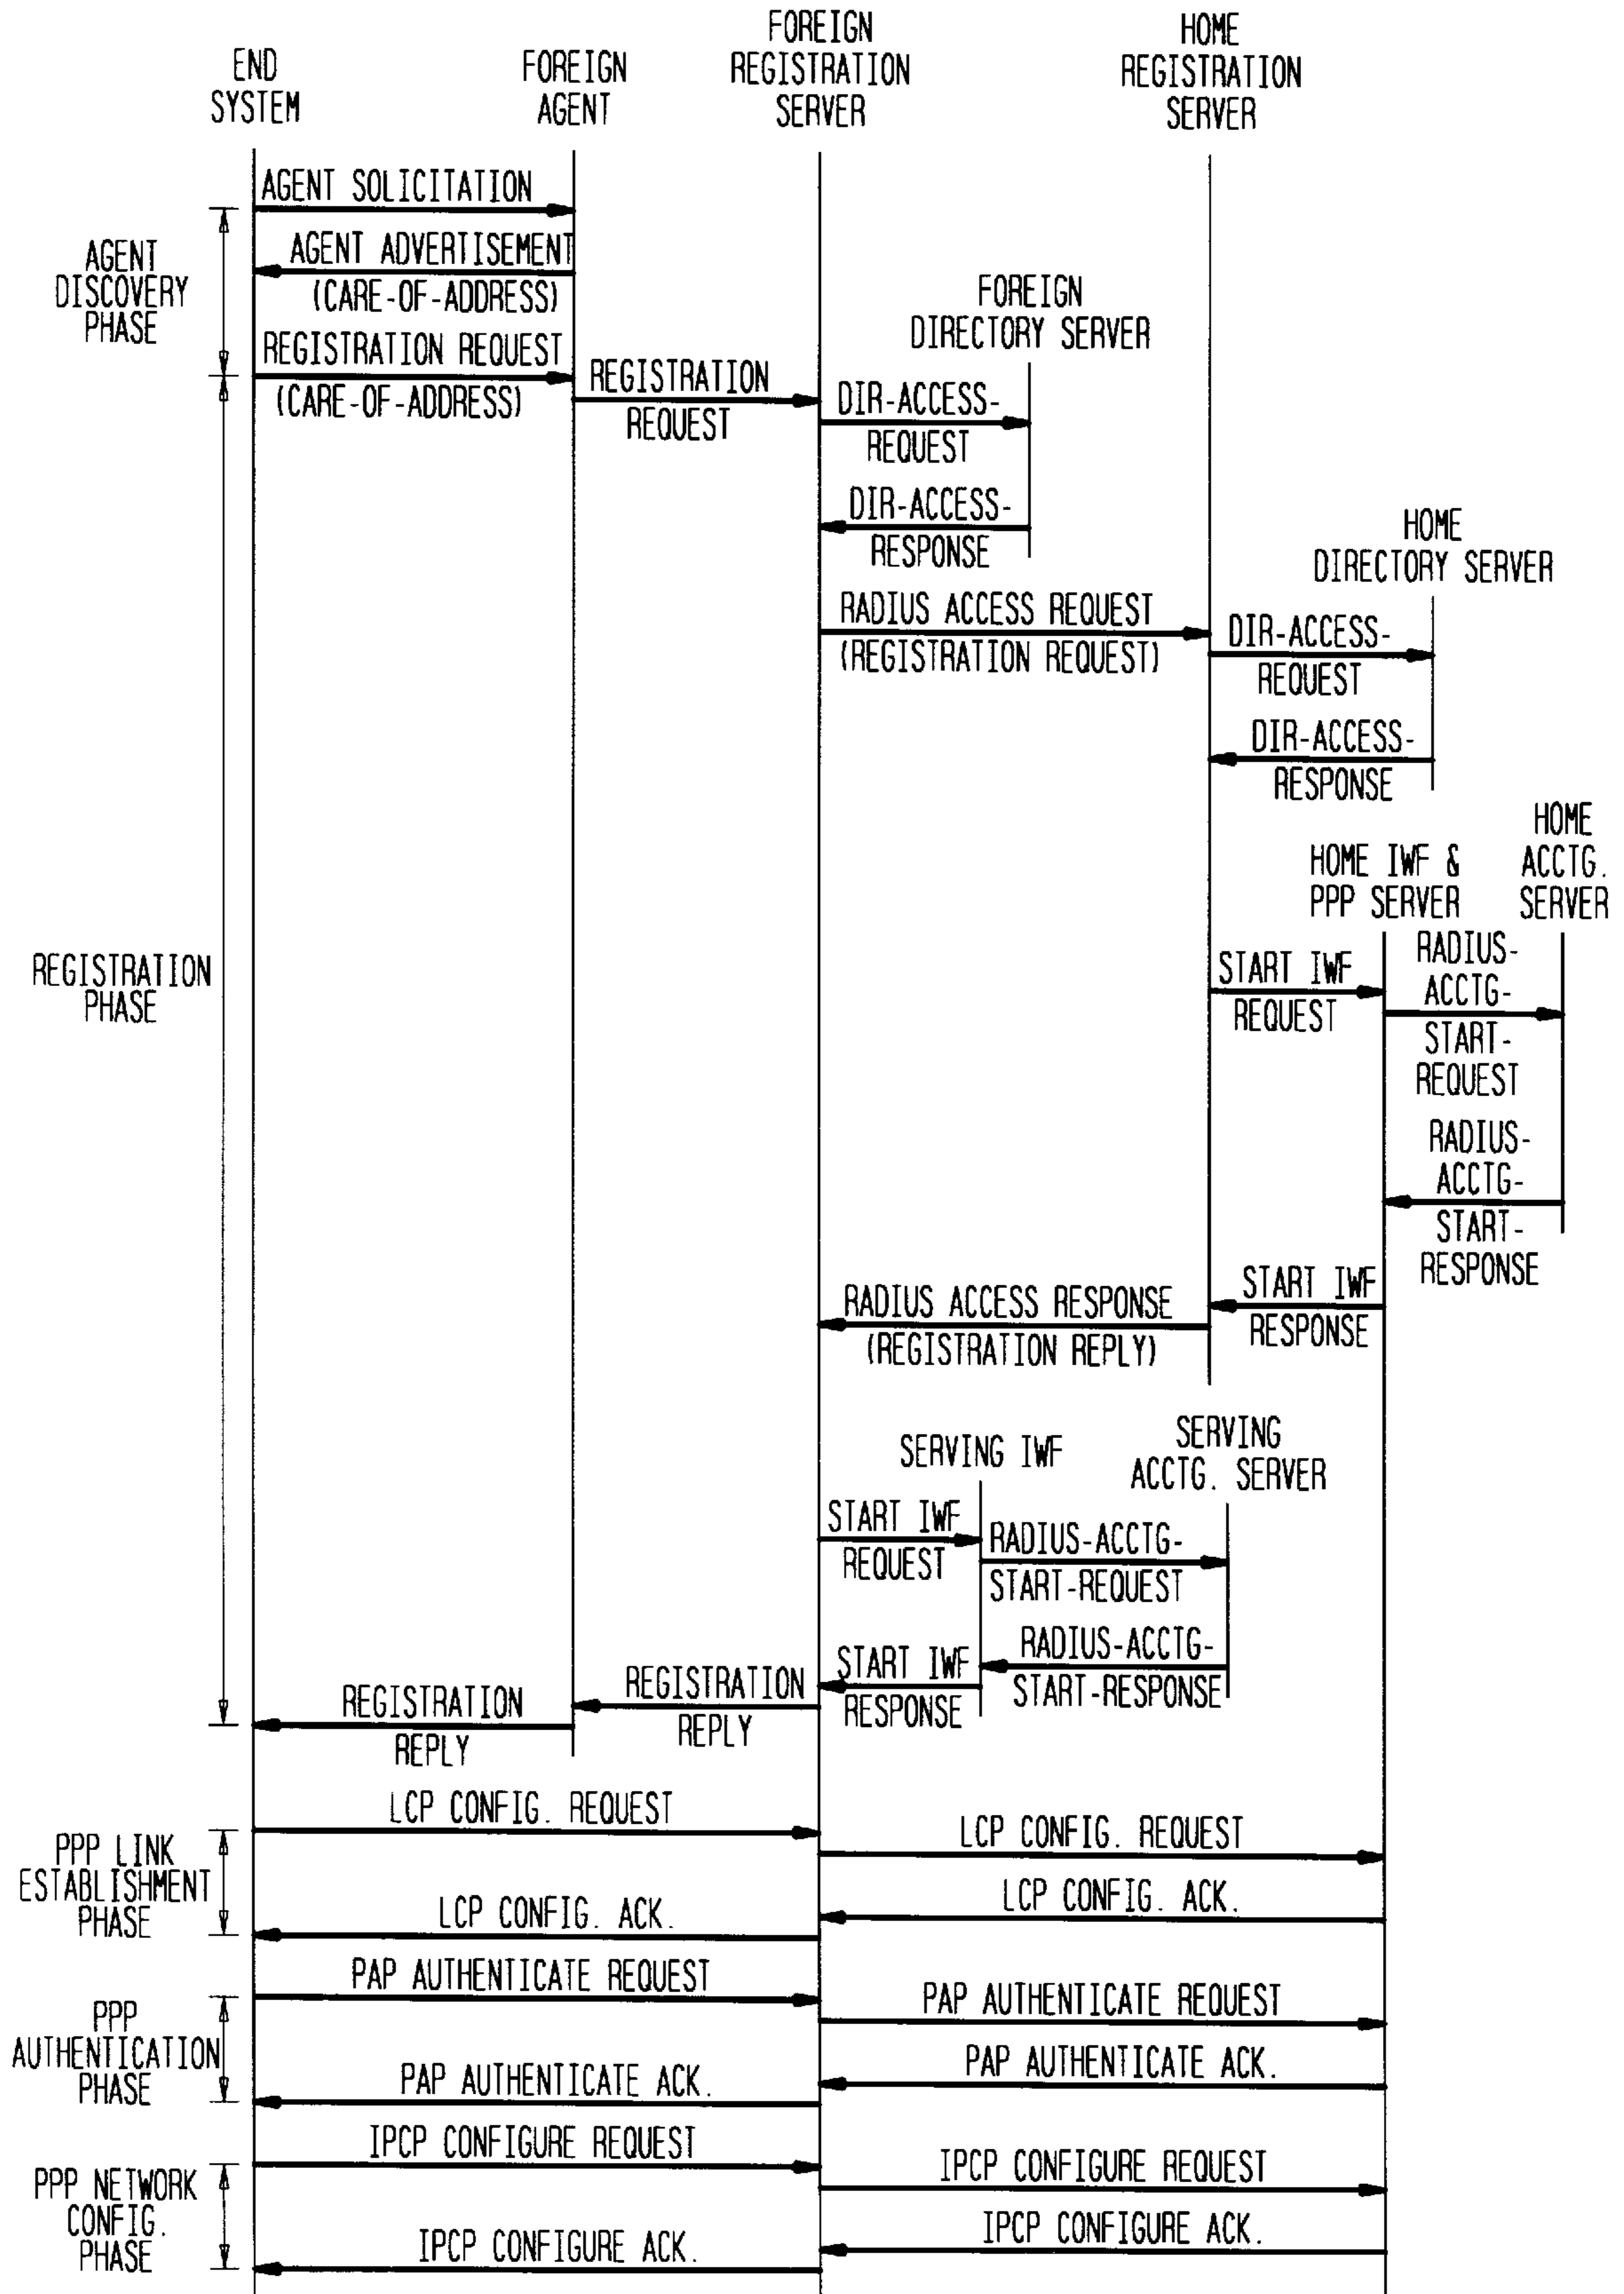 END
SYSTEM
FOREIGN
AGENT
FOREIGN
REGISTRATION
SERVER
HOME
REGISTRATION
SERVER
AGENT SOLICITATION
AGENT ADVERTISEMENT
(CARE-OF-ADDRESS)
AGENT
DISCOVERY
PHASE
REGISTRATION REQUEST
(CARE-OF-ADDRESS)
REGISTRATION
REQUEST
FOREIGN
DIRECTORY SERVER
DIR-ACCESS-
REQUEST
DIR-ACCESS-
RESPONSE
HOME
DIRECTORY SERVER
RADIUS ACCESS REQUEST
(REGISTRATION REQUEST)
DIR-ACCESS-
REQUEST
DIR-ACCESS-
RESPONSE
HOME IWF &
PPP SERVER
HOME
ACCTG.
SERVER
REGISTRATION
PHASE
START IWF
REQUEST
RADIUS-
ACCTG-
START-
REQUEST
RADIUS-
ACCTG-
START-
RESPONSE
START IWF
RESPONSE
RADIUS ACCESS RESPONSE
(REGISTRATION REPLY)
SERVING IWF
SERVING
ACCTG. SERVER
START IWF
REQUEST
RADIUS-ACCTG-
START-REQUEST
RADIUS-ACCTG-
START-RESPONSE
START IWF
RESPONSE
REGISTRATION
REPLY
REGISTRATION
REPLY
LCP CONFIG. REQUEST
LCP CONFIG. REQUEST
PPP LINK
ESTABLISHMENT
PHASE
LCP CONFIG. ACK.
LCP CONFIG. ACK.
PAP AUTHENTICATE REQUEST
PAP AUTHENTICATE REQUEST
PPP
AUTHENTICATION
PHASE
PAP AUTHENTICATE ACK.
PAP AUTHENTICATE ACK.
IPCP CONFIGURE REQUEST
IPCP CONFIGURE REQUEST
PPP NETWORK
CONFIG.
PHASE
IPCP CONFIGURE ACK.
IPCP CONFIGURE ACK.